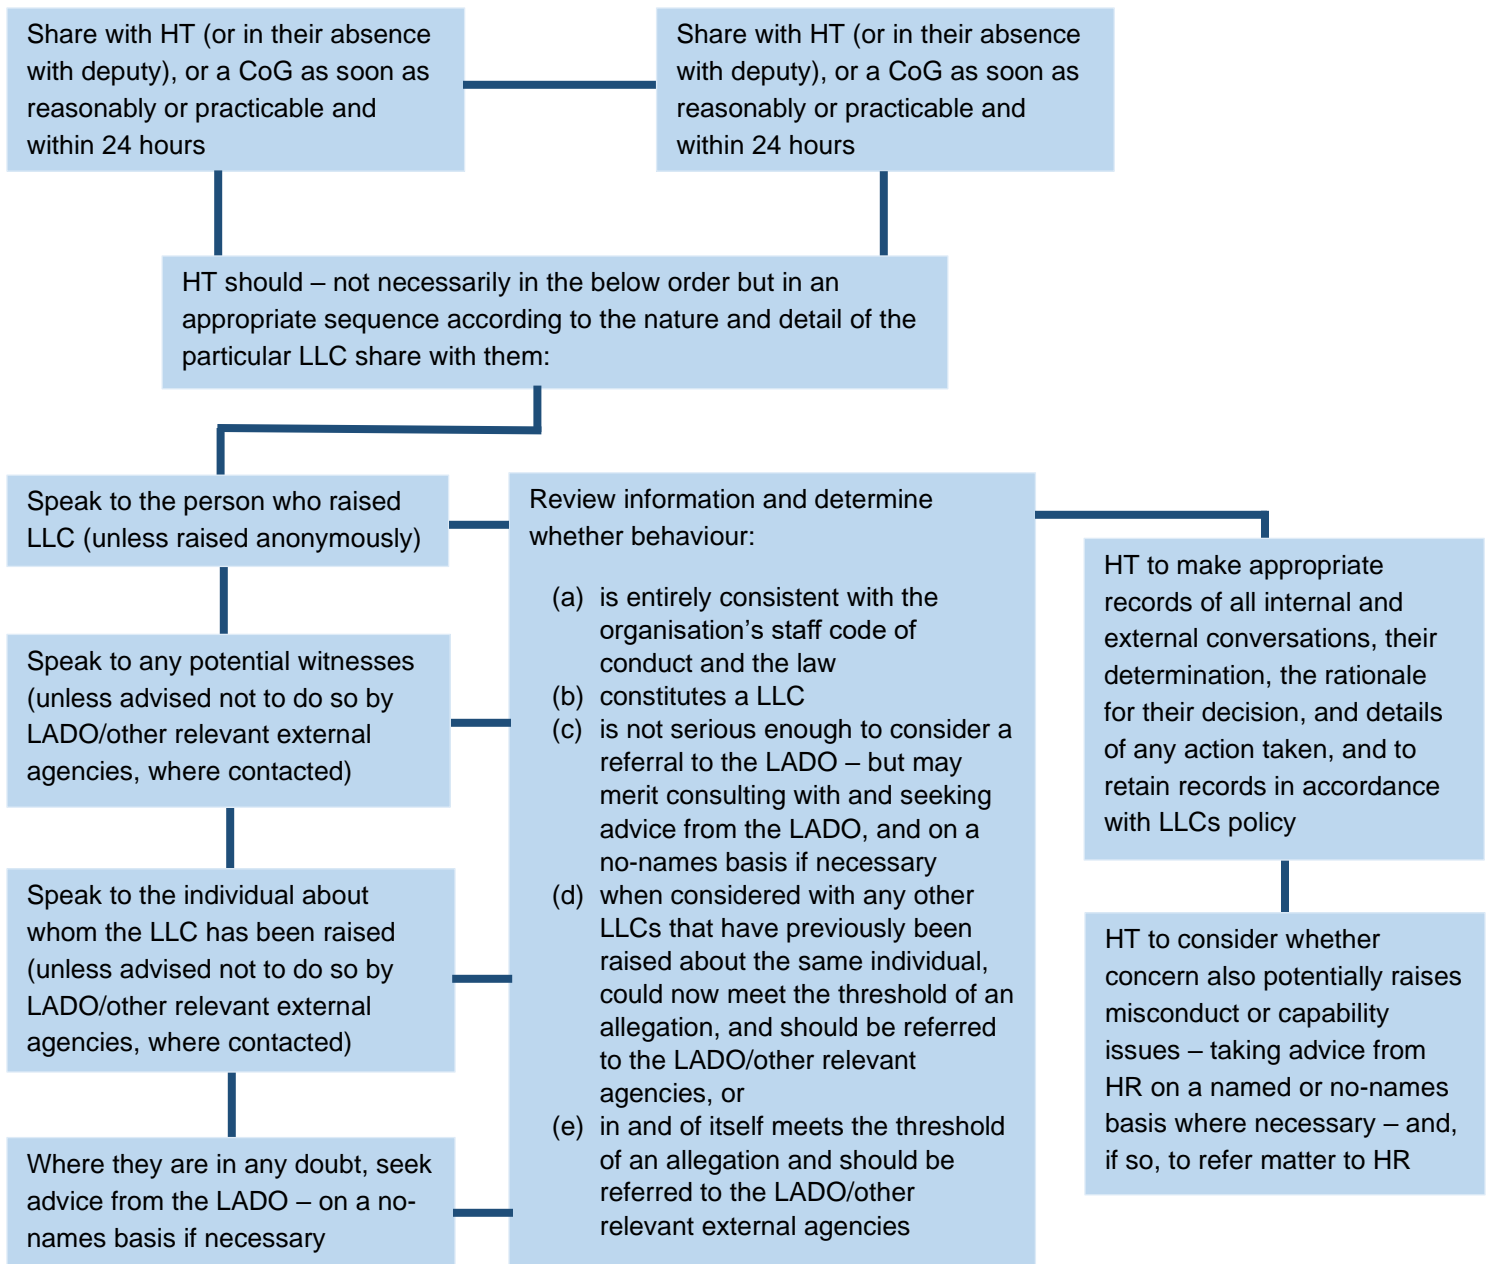 Share with HT (or in their absence
with deputy), or a CoG as soon as
reasonably or practicable and
within 24 hours
Share with HT (or in their absence
with deputy), or a CoG as soon as
reasonably or practicable and
within 24 hours
HT should – not necessarily in the below order but in an
appropriate sequence according to the nature and detail of the
particular LLC share with them:
Speak to the person who raised
LLC (unless raised anonymously)
Speak to any potential witnesses
(unless advised not to do so by
LADO/other relevant external
agencies, where contacted)
Speak to the individual about
whom the LLC has been raised
(unless advised not to do so by
LADO/other relevant external
agencies, where contacted)
Where they are in any doubt, seek
advice from the LADO – on a no-
names basis if necessary
Review information and determine
whether behaviour:
(a) is entirely consistent with the
organisation’s staff code of
conduct and the law
(b) constitutes a LLC
(c) is not serious enough to consider a
referral to the LADO – but may
merit consulting with and seeking
advice from the LADO, and on a
no-names basis if necessary
(d) when considered with any other
LLCs that have previously been
raised about the same individual,
could now meet the threshold of an
allegation, and should be referred
to the LADO/other relevant
agencies, or
(e) in and of itself meets the threshold
of an allegation and should be
referred to the LADO/other
relevant external agencies
HT to make appropriate
records of all internal and
external conversations, their
determination, the rationale
for their decision, and details
of any action taken, and to
retain records in accordance
with LLCs policy
HT to consider whether
concern also potentially raises
misconduct or capability
issues – taking advice from
HR on a named or no-names
basis where necessary – and,
if so, to refer matter to HR